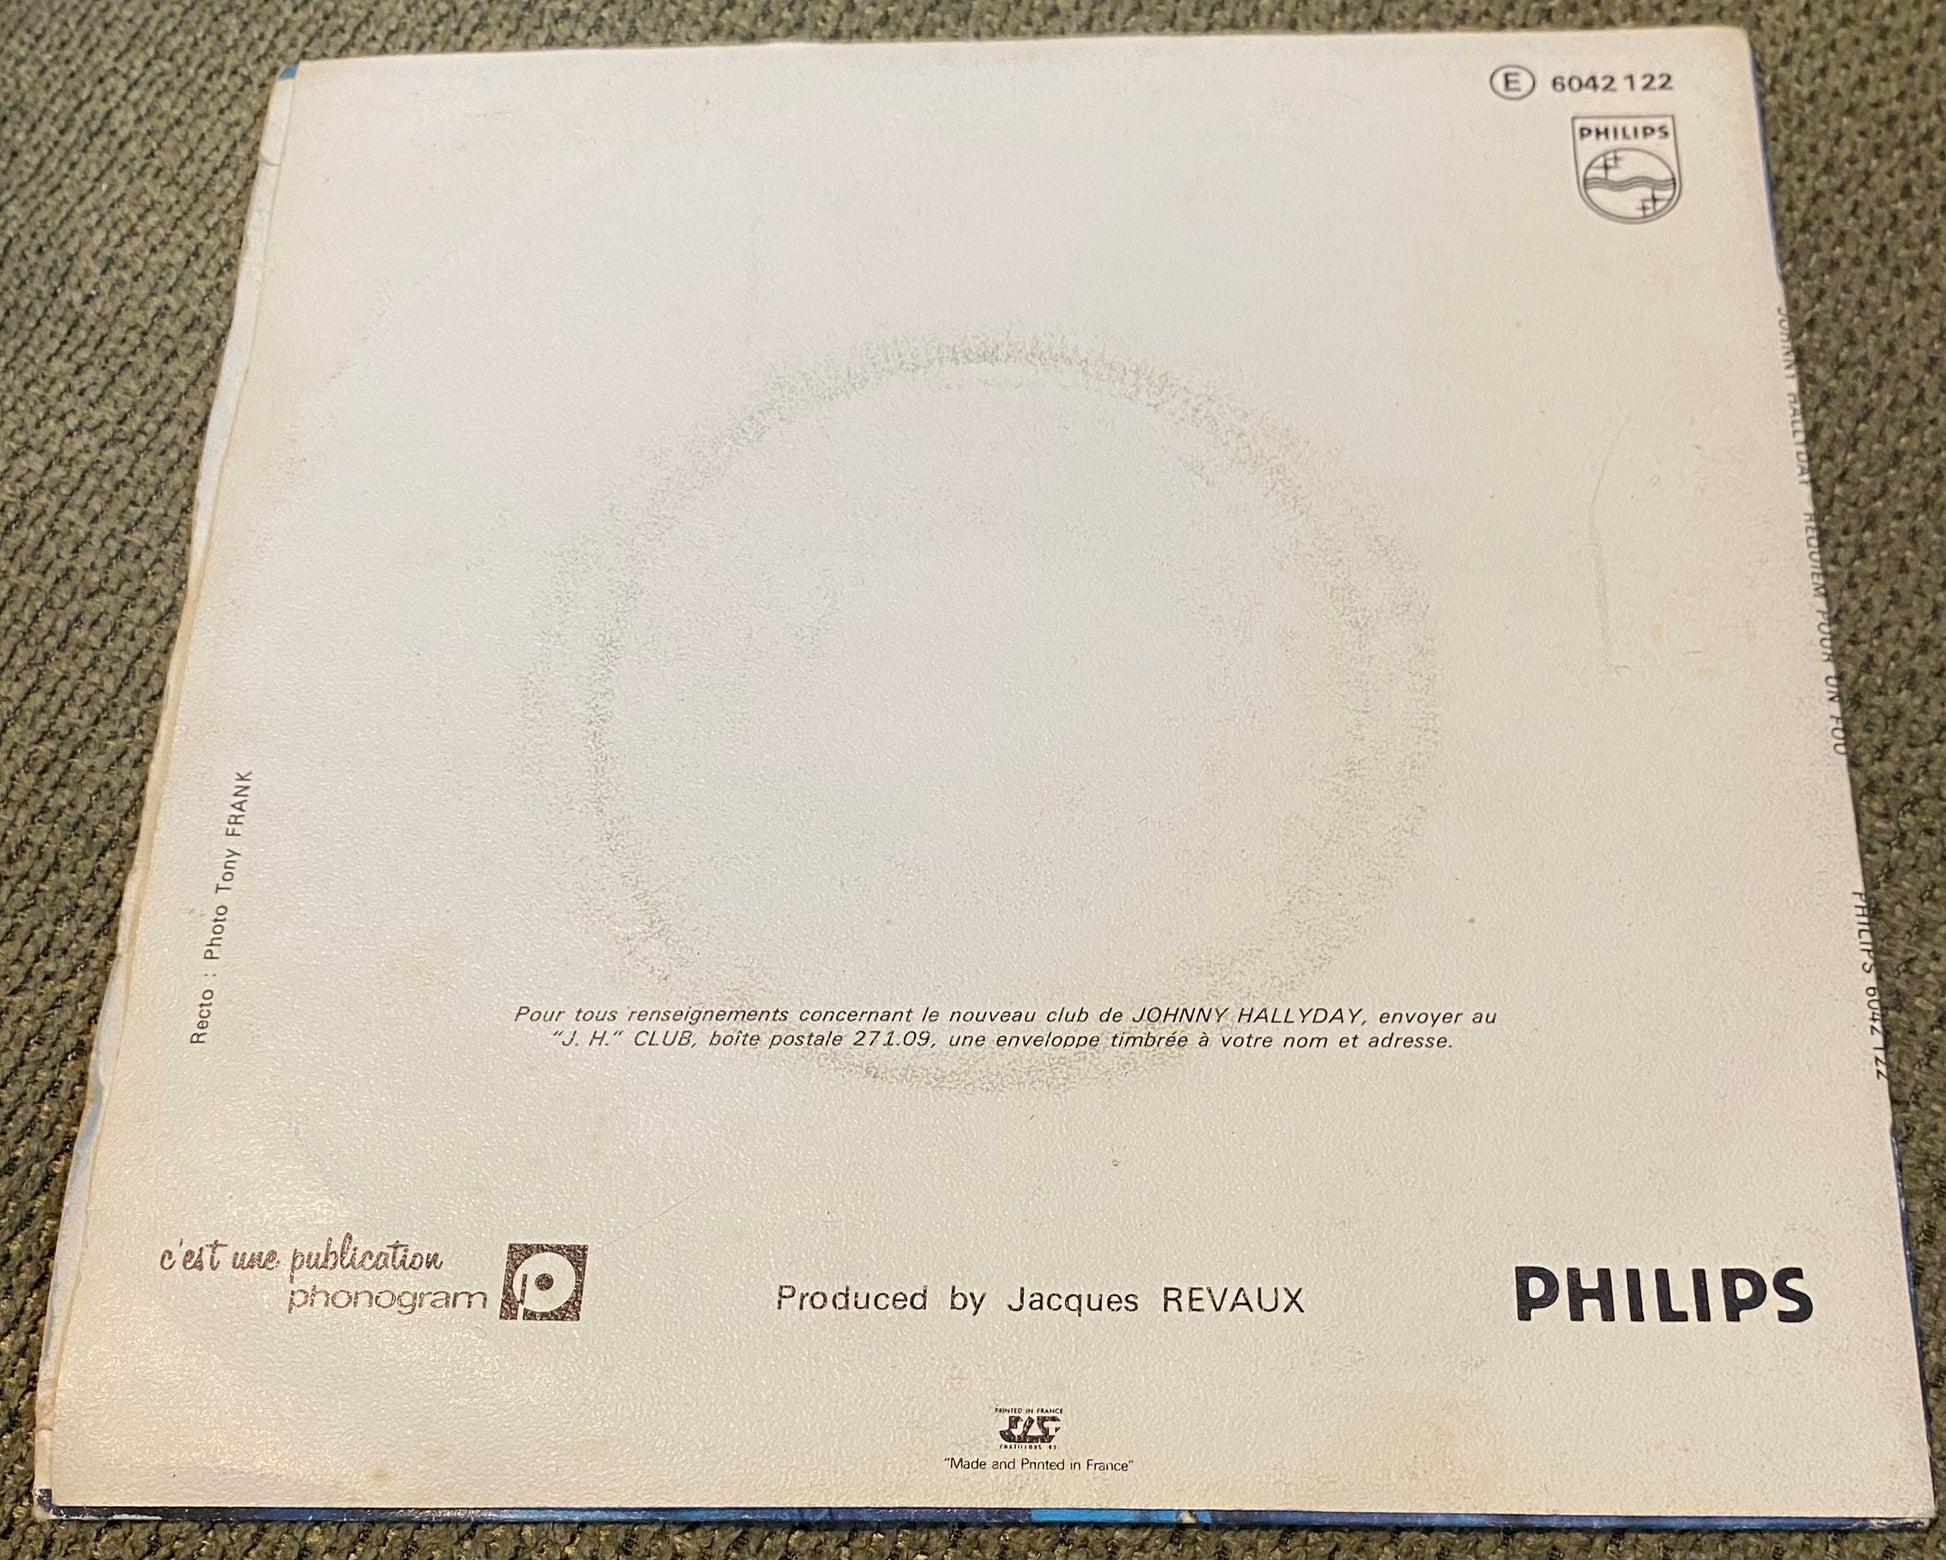 E 6042 122
PHILIPS
JOHNNY HALLYDAY REQUIEM POUR UN FOU
PHILIPS 6042 122
Recto : Photo Tony FRANK
Pour tous renseignements concernant le nouveau club de JOHNNY HALLYDAY, envoyer au
"J. H." CLUB, boîte postale 271.09, une enveloppe timbrée à votre nom et adresse.
c'est une publication
phonogram
Produced by Jacques REVAUX
PHILIPS
PRINTED IN FRANCE
"Made and Printed in France"